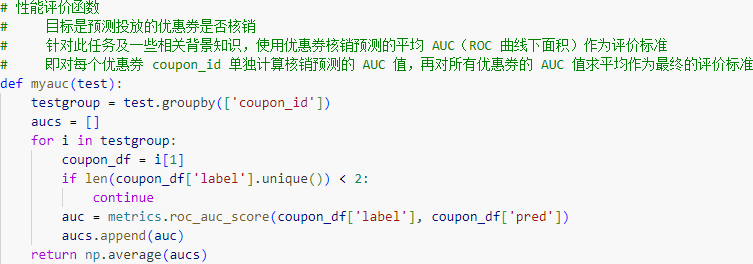 # 性能评价函数
#     目标是预测投放的优惠券是否核销
#     针对此任务及一些相关背景知识，使用优惠券核销预测的平均 AUC（ROC 曲线下面积）作为评价标准
#     即对每个优惠券 coupon_id 单独计算核销预测的 AUC 值，再对所有优惠券的 AUC 值求平均作为最终的评价标准
def myauc(test):
    testgroup = test.groupby(['coupon_id'])
    aucs = []
    for i in testgroup:
        coupon_df = i[1]
        if len(coupon_df['label'].unique()) < 2:
            continue
        auc = metrics.roc_auc_score(coupon_df['label'], coupon_df['pred'])
        aucs.append(auc)
    return np.average(aucs)